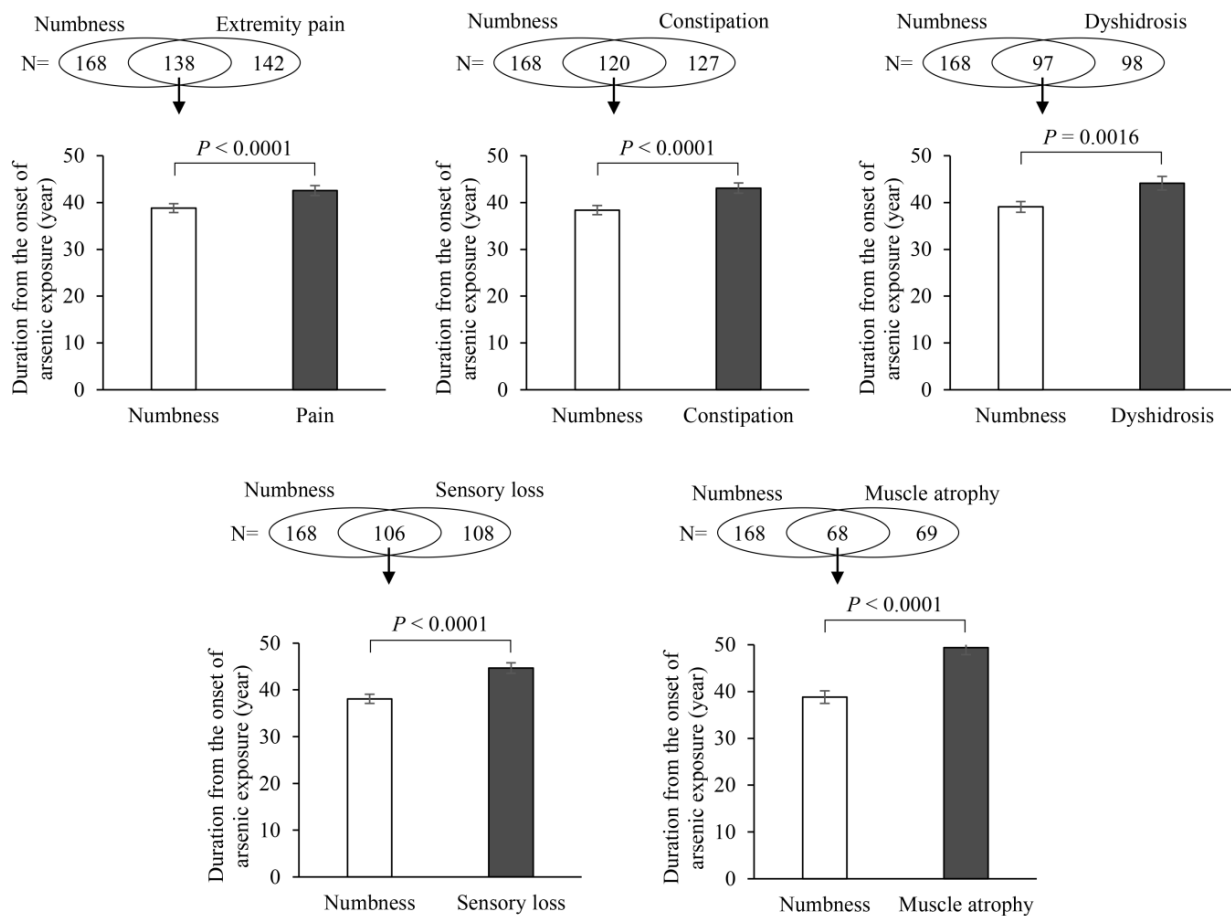 Numbness Extremity pain
N= 168 138 142
P < 0.0001
Duration from the onset of
arsenic exposure (year)
50
40
30
20
10
0
Numbness Pain
Numbness Constipation
N= 168 120 127
P < 0.0001
Duration from the onset of
arsenic exposure (year)
50
40
30
20
10
0
Numbness Constipation
Numbness Dyshidrosis
N= 168 97 98
P = 0.0016
Duration from the onset of
arsenic exposure (year)
50
40
30
20
10
0
Numbness Dyshidrosis
Numbness Sensory loss
N= 168 106 108
P < 0.0001
Duration from the onset of
arsenic exposure (year)
50
40
30
20
10
0
Numbness Sensory loss
Numbness Muscle atrophy
N= 168 68 69
P < 0.0001
Duration from the onset of
arsenic exposure (year)
50
40
30
20
10
0
Numbness Muscle atrophy